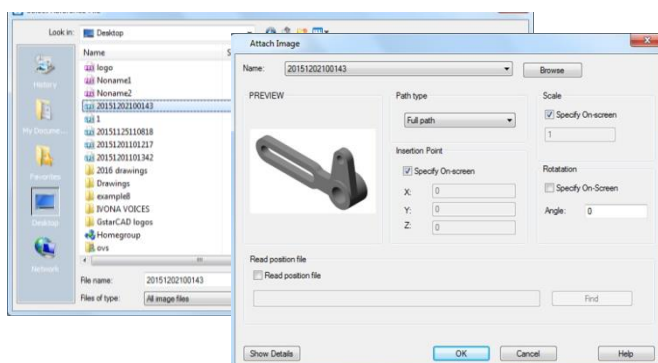 Look in: Desktop
Name
logo
Noname1
Noname2
20151202100143
1
20151125110818
20151201101217
20151201101342
2016 drawings
Drawings
example8
IVONA VOICES
GstarCAD logos
Homegroup
ovs
History
My Docume...
Favorites
Desktop
Network
File name: 20151202100143
Files of type: All image files
Attach Image
Name: 20151202100143
Browse
PREVIEW
Path type
Full path
Insertion Point
Specify On-screen
X: 0
Y: 0
Z: 0
Scale
Specify On-screen
1
Rotatation
Specify On-Screen
Angle: 0
Read position file
Read position file
Find
Show Details
OK
Cancel
Help